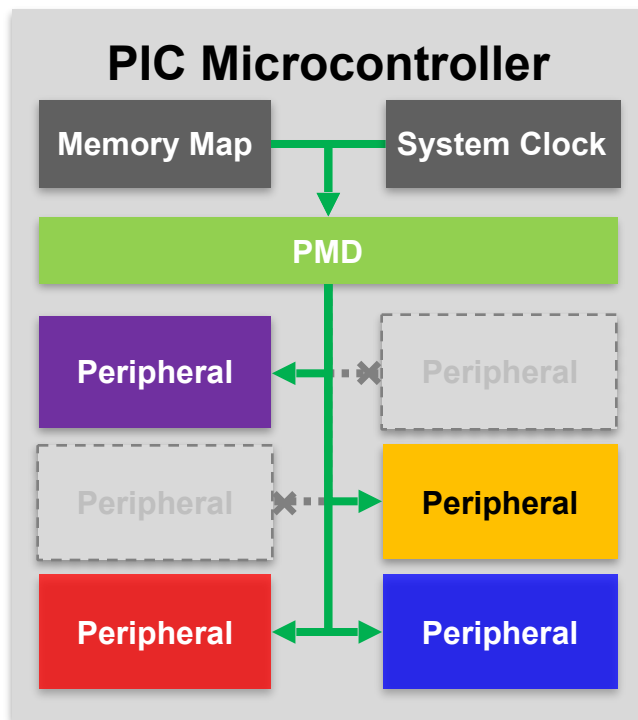 PIC Microcontroller
Memory Map
System Clock
PMD
Peripheral
Peripheral
Peripheral
Peripheral
Peripheral
Peripheral